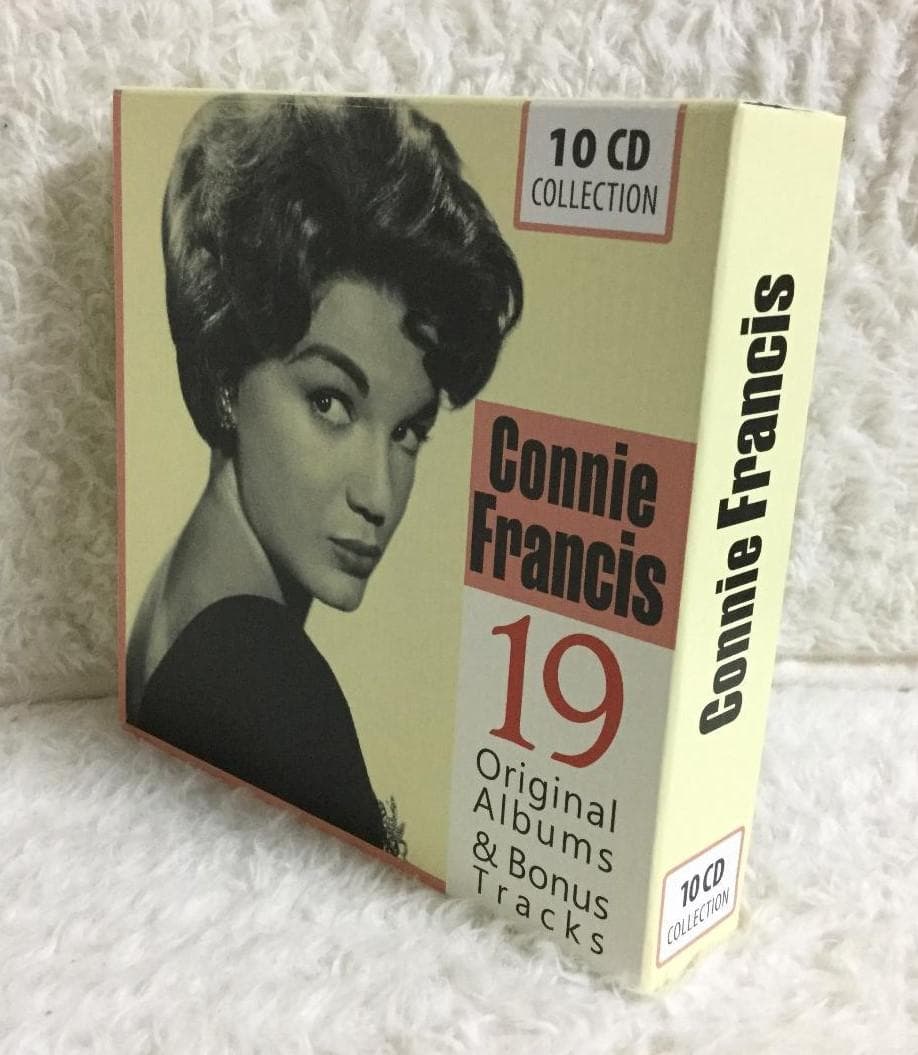 10 CD
COLLECTION
Connie
Francis
19
Original
Albums
& Bonus
Tracks
Connie Francis
10 CD
COLLECTION